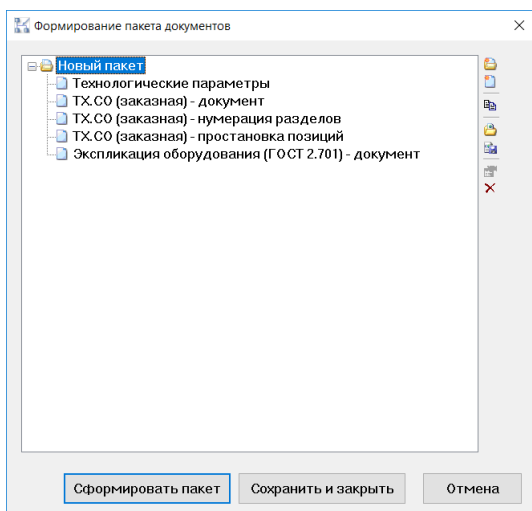 Формирование пакета документов
Новый пакет
Технологические параметры
ТХ.СО (заказная) - документ
ТХ.СО (заказная) - нумерация разделов
ТХ.СО (заказная) - простановка позиций
Экспликация оборудования (ГОСТ 2.701) - документ
Сформировать пакет
Сохранить и закрыть
Отмена